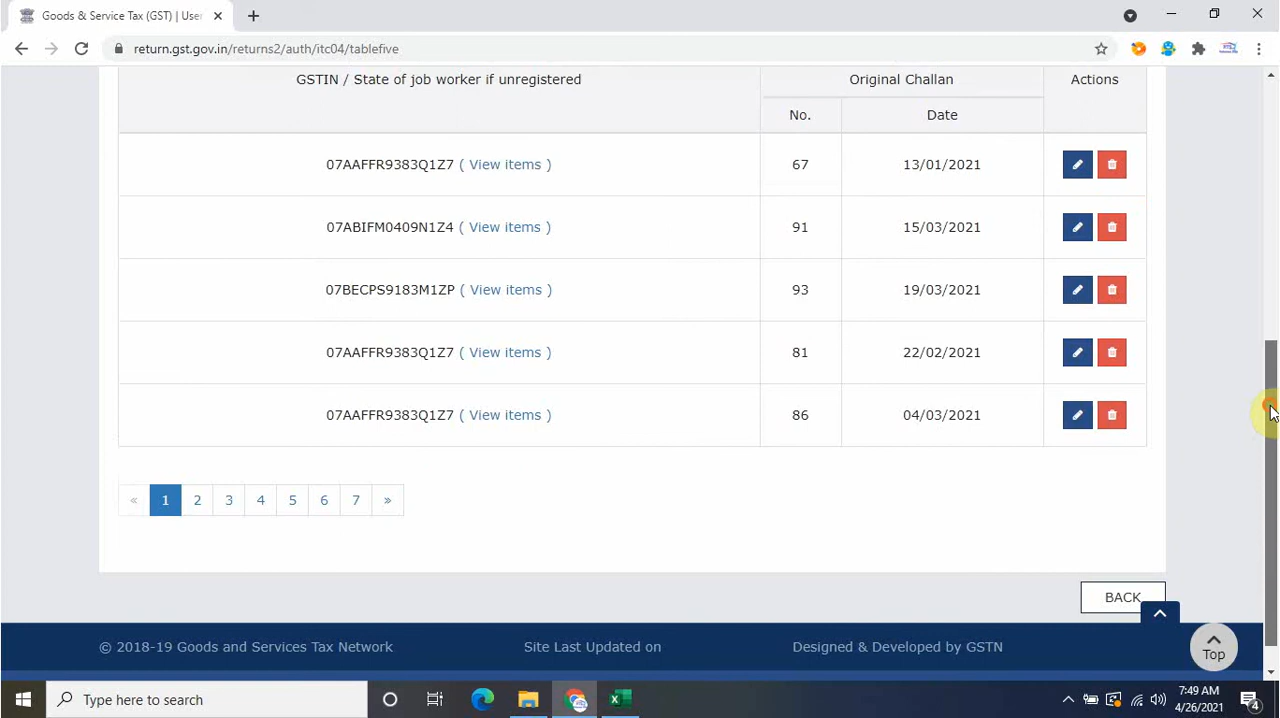 Goods & Service Tax (GST) | User
return.gst.gov.in/returns2/auth/itc04/tablefive
GSTIN / State of job worker if unregistered
Original Challan
Actions
No.
Date
07AAFFR9383Q1Z7 ( View items ) 67 13/01/2021
07ABIFM0409N1Z4 ( View items ) 91 15/03/2021
07BECPS9183M1ZP ( View items ) 93 19/03/2021
07AAFFR9383Q1Z7 ( View items ) 81 22/02/2021
07AAFFR9383Q1Z7 ( View items ) 86 04/03/2021
« 1 2 3 4 5 6 7 »
BACK
© 2018-19 Goods and Services Tax Network Site Last Updated on Designed & Developed by GSTN
Top
Type here to search
7:49 AM
4/26/2021
4